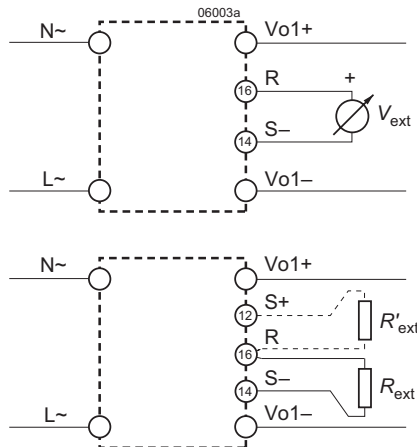 06003a
N~
Vo1+
R
+
16
Vext
S–
14
L~
Vo1–
N~
Vo1+
S+
12
R'ext
R
16
S–
Rext
14
L~
Vo1–